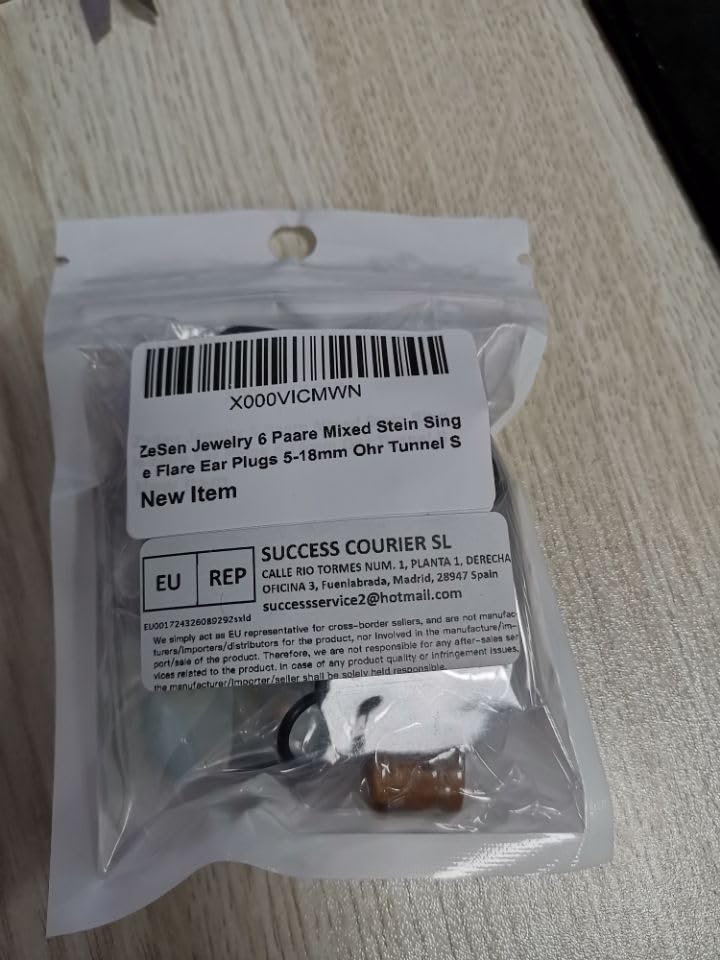 X000VICMWN
ZeSen Jewelry 6 Paare Mixed Stein Sing
e Flare Ear Plugs 5-18mm Ohr Tunnel S
New Item
EU REP
SUCCESS COURIER SL
CALLE RIO TORMES NUM. 1, PLANTA 1, DERECHA
OFICINA 3, Fuenlabrada, Madrid, 28947 Spain
successservice2@hotmail.com
EU001724326089292sxld
We simply act as EU representative for cross-border sellers, and are not manufac-
turers/importers/distributors for the product, nor involved in the manufacture/im-
port/sale of the product. Therefore, we are not responsible for any after-sales ser
vices related to the product. In case of any product quality or infringement issues,
the manufacturer/importer/seller shall be solely held responsible.